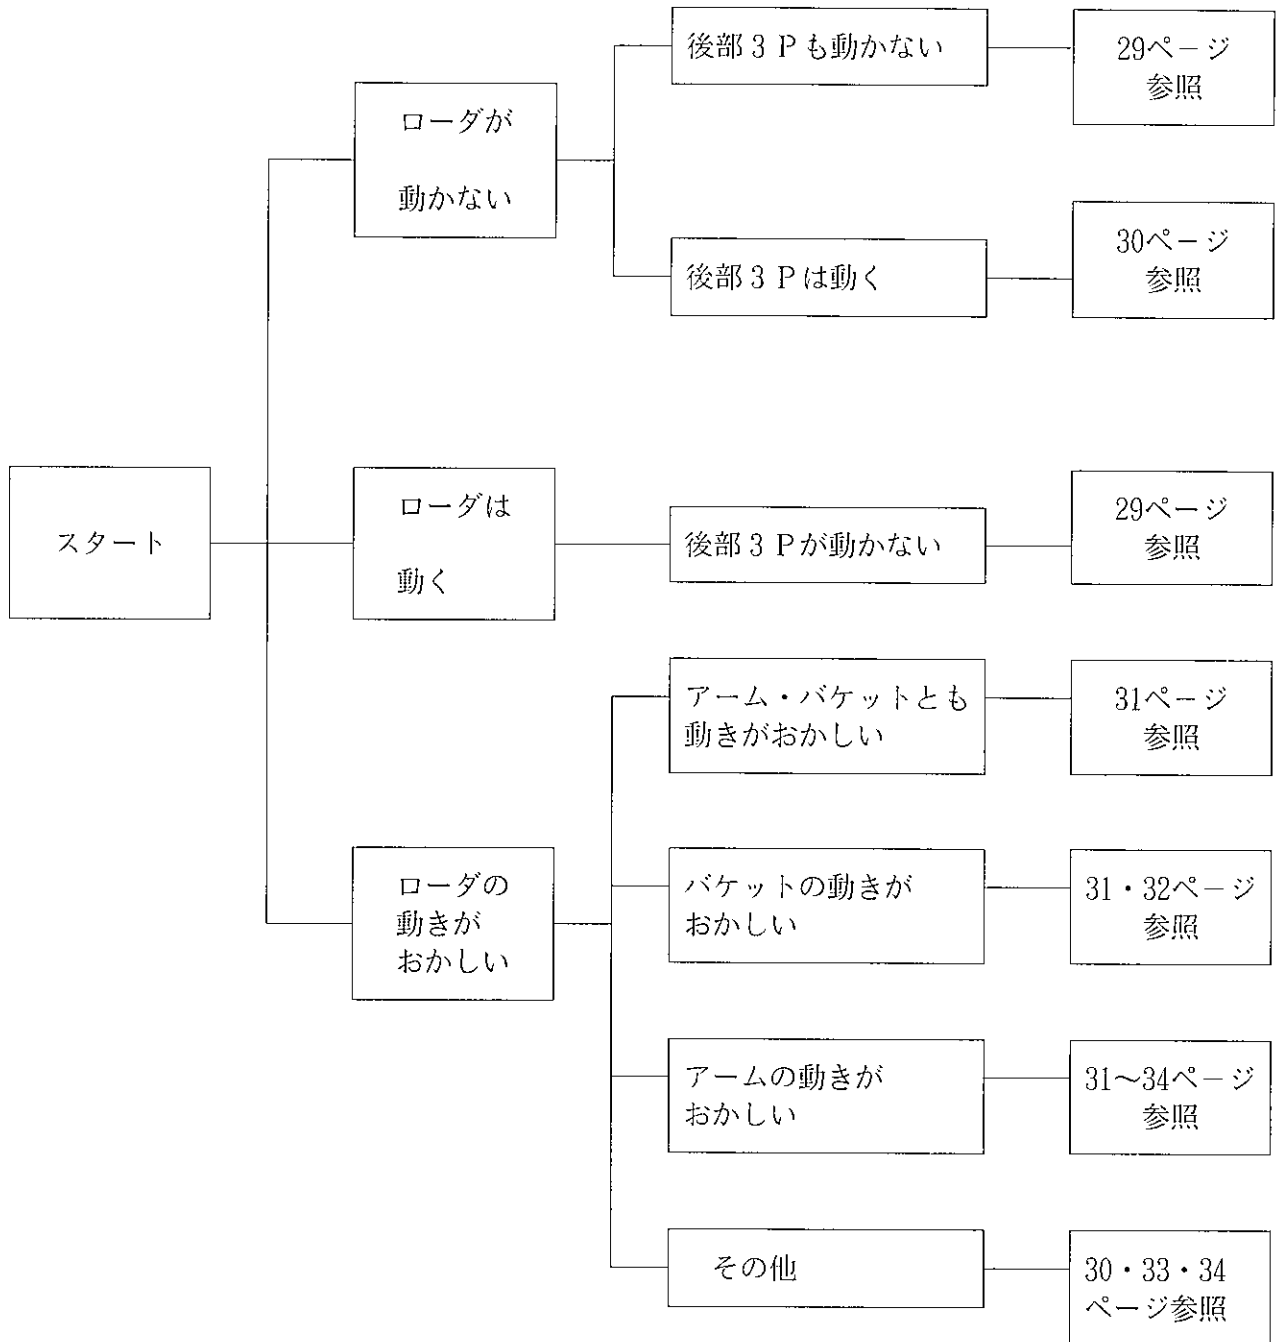 スタート
ローダが
動かない
後部3Pも動かない
29ページ
参照
後部3Pは動く
30ページ
参照
ローダは
動く
後部3Pが動かない
29ページ
参照
ローダの
動きが
おかしい
アーム・バケットとも
動きがおかしい
31ページ
参照
バケットの動きが
おかしい
31・32ページ
参照
アームの動きが
おかしい
31〜34ページ
参照
その他
30・33・34
ページ参照